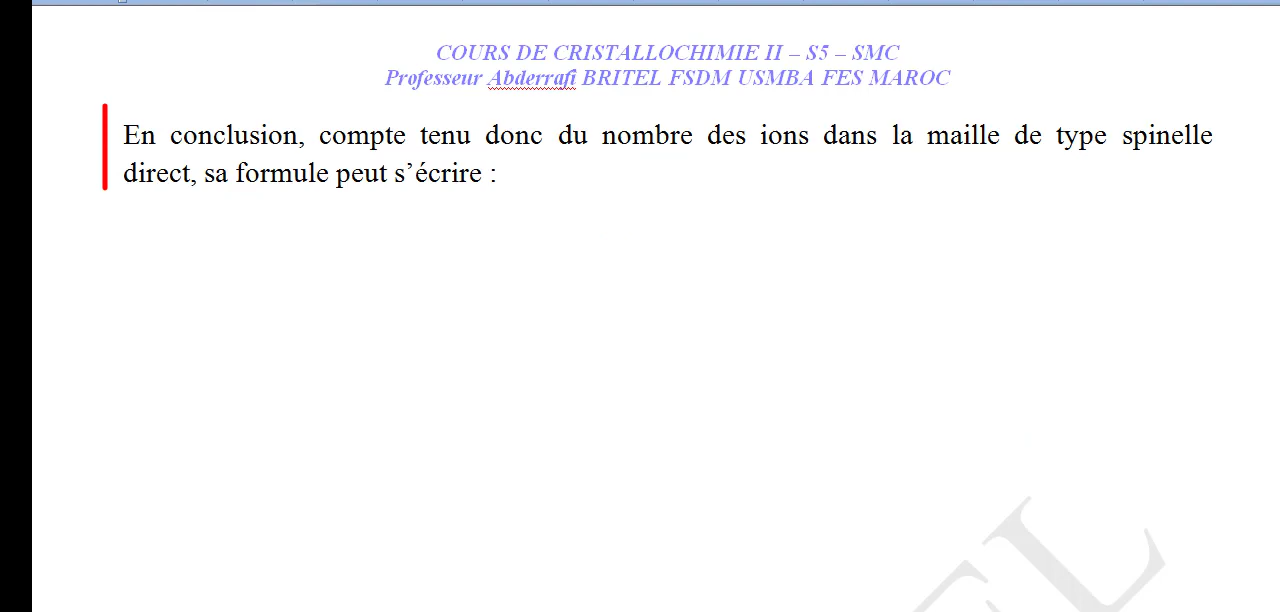 COURS DE CRISTALLOCHIMIE II – S5 – SMC
Professeur Abderrafi BRITEL FSDM USMBA FES MAROC
En conclusion, compte tenu donc du nombre des ions dans la maille de type spinelle
direct, sa formule peut s’écrire :